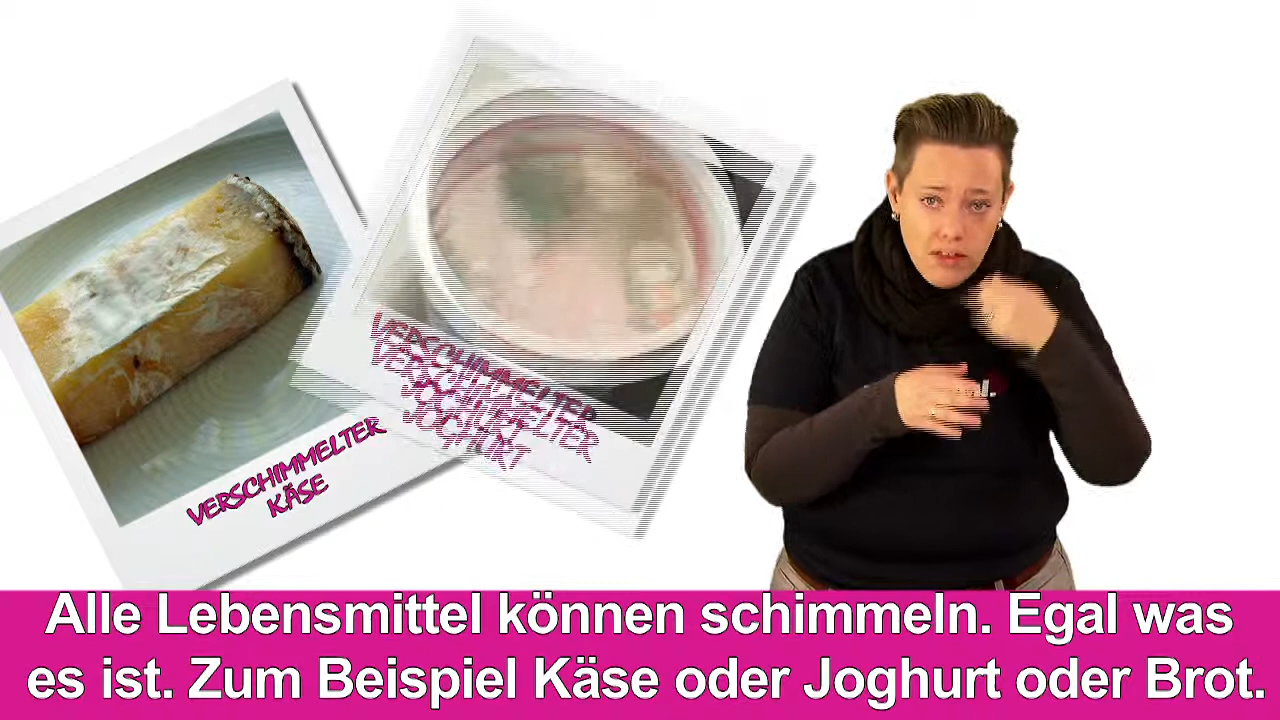 VERSCHIMMELTER
KÄSE
VERSCHIMMELTER
JOGHURT
Alle Lebensmittel können schimmeln. Egal was
es ist. Zum Beispiel Käse oder Joghurt oder Brot.